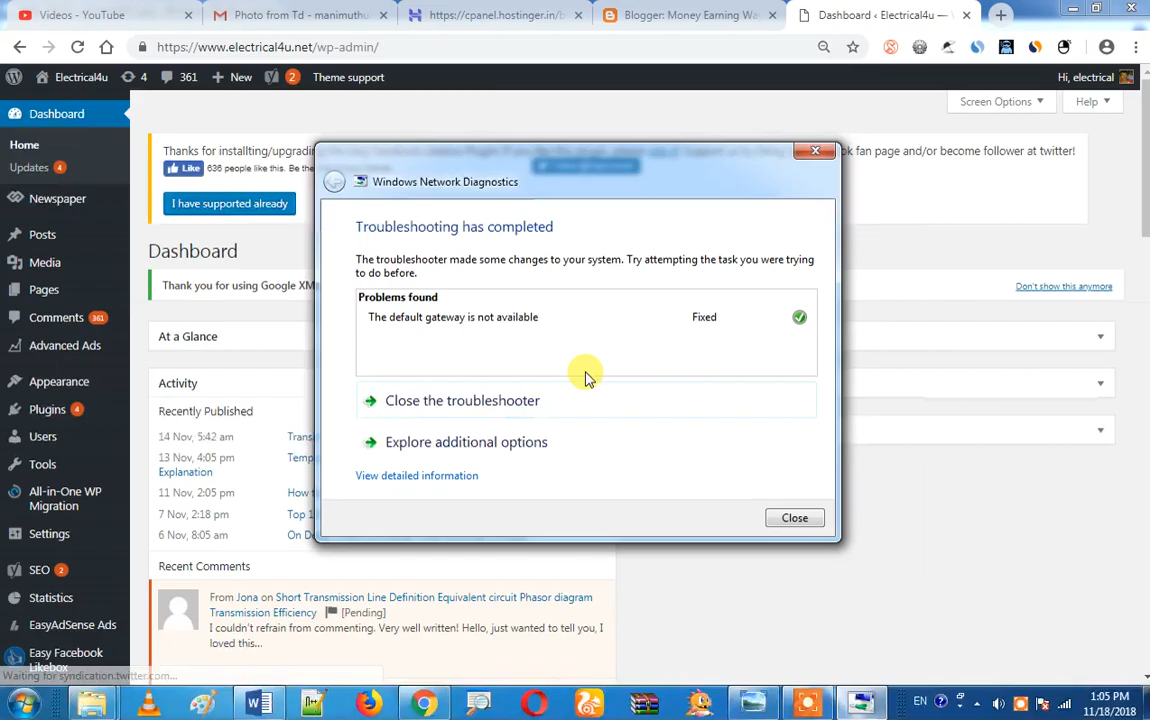 Videos - YouTube
Photo from Td - manimuthu
https://cpanel.hostinger.in/b
Blogger: Money Earning Wa
Dashboard ‹ Electrical4u —
https://www.electrical4u.net/wp-admin/
Electrical4u
4
361
New
2
Theme support
Hi, electrical
Dashboard
Home
Updates 4
Newspaper
Posts
Media
Pages
Comments 361
Advanced Ads
Appearance
Plugins 4
Users
Tools
All-in-One WP
Migration
Settings
SEO 2
Statistics
EasyAdSense Ads
Easy Facebook
Likebox
Screen Options
Help
Thanks for installting/upgrading
k fan page and/or become follower at twitter!
Like
636 people like this. Be the
I have supported already
Dashboard
Thank you for using Google XM
Don't show this anymore
At a Glance
Activity
Recently Published
14 Nov, 5:42 am
Trans
13 Nov, 4:05 pm
Temp
Explanation
11 Nov, 2:05 pm
How t
7 Nov, 2:18 pm
Top 1
6 Nov, 8:05 am
On De
Recent Comments
From Jona on Short Transmission Line Definition Equivalent circuit Phasor diagram
Transmission Efficiency [Pending]
I couldn't refrain from commenting. Very well written! Hello, just wanted to tell you, I
loved this...
Windows Network Diagnostics
Troubleshooting has completed
The troubleshooter made some changes to your system. Try attempting the task you were trying
to do before.
Problems found
The default gateway is not available
Fixed
Close the troubleshooter
Explore additional options
View detailed information
Close
Waiting for syndication.twitter.com...
EN
1:05 PM
11/18/2018